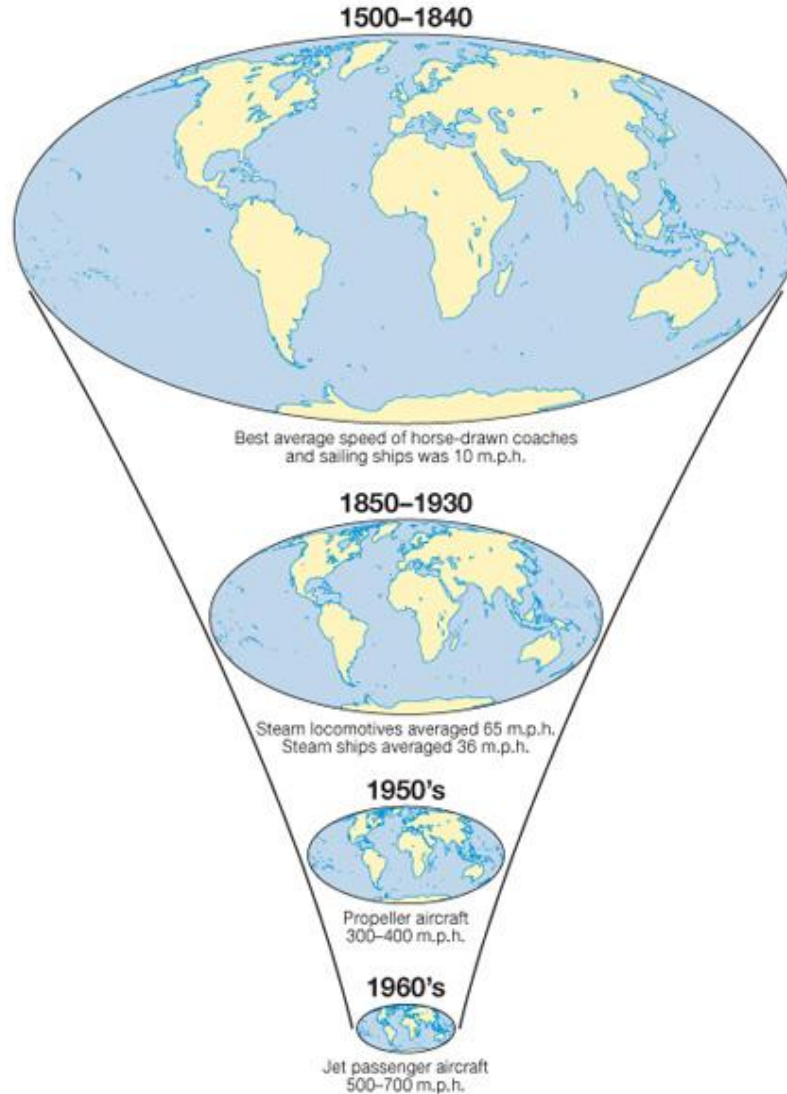 1500–1840
Best average speed of horse-drawn coaches
and sailing ships was 10 m.p.h.
1850–1930
Steam locomotives averaged 65 m.p.h.
Steam ships averaged 36 m.p.h.
1950's
Propeller aircraft
300–400 m.p.h.
1960's
Jet passenger aircraft
500–700 m.p.h.